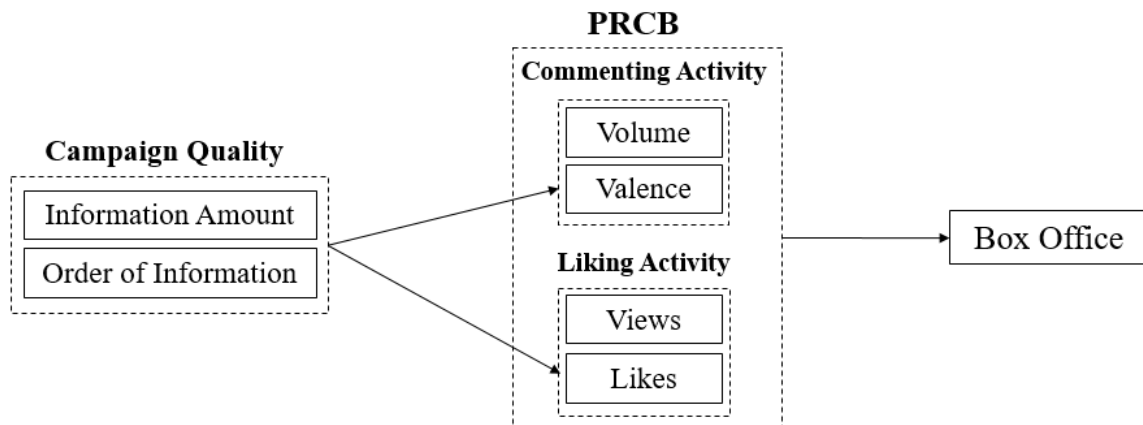 PRCB
Commenting Activity
Volume
Valence
Campaign Quality
Information Amount
Order of Information
Liking Activity
Views
Likes
Box Office